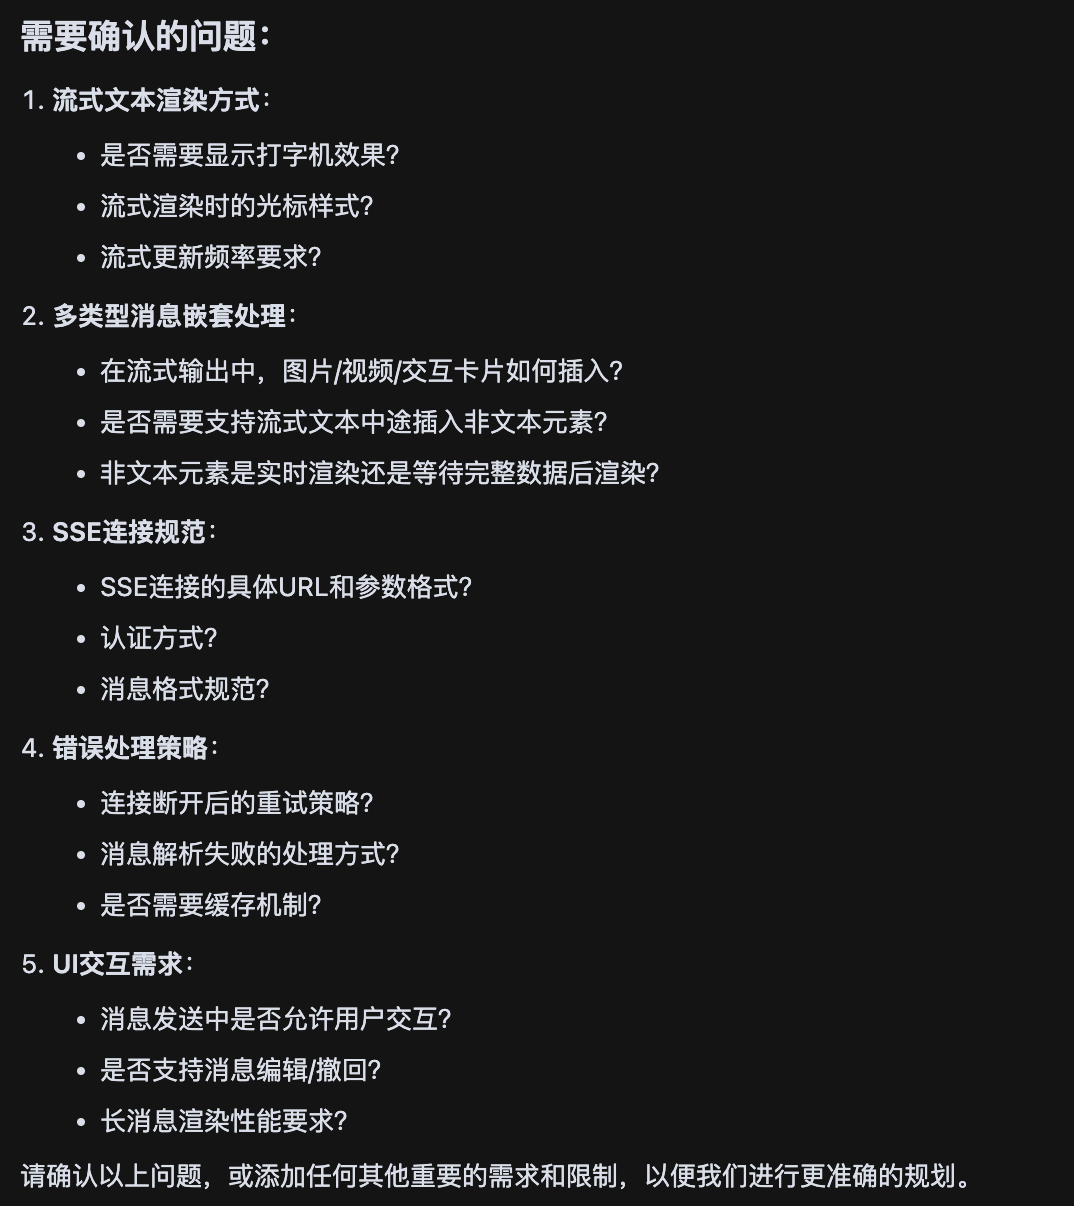 需要确认的问题：
1. 流式文本渲染方式：
• 是否需要显示打字机效果?
• 流式渲染时的光标样式?
• 流式更新频率要求?
2. 多类型消息嵌套处理：
• 在流式输出中，图片/视频/交互卡片如何插入?
• 是否需要支持流式文本中途插入非文本元素?
• 非文本元素是实时渲染还是等待完整数据后渲染?
3. SSE连接规范：
• SSE连接的具体URL和参数格式?
• 认证方式?
• 消息格式规范?
4. 错误处理策略：
• 连接断开后的重试策略?
• 消息解析失败的处理方式?
• 是否需要缓存机制?
5. UI交互需求：
• 消息发送中是否允许用户交互?
• 是否支持消息编辑/撤回?
• 长消息渲染性能要求?
请确认以上问题，或添加任何其他重要的需求和限制，以便我们进行更准确的规划。